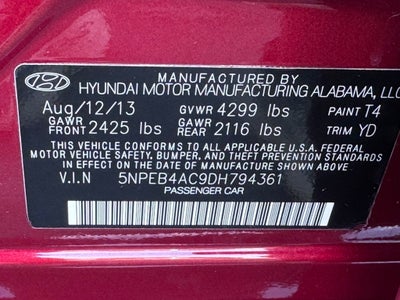 MANUFACTURED BY
HYUNDAI MOTOR MANUFACTURING ALABAMA, LLC
Aug/12/13 GVWR 4299 lbs PAINT T4
GAWR FRONT 2425 lbs GAWR REAR 2116 lbs TRIM YD
THIS VEHICLE CONFORMS TO ALL APPLICABLE U.S.A. FEDERAL
MOTOR VEHICLE SAFETY, BUMPER, AND THEFT PREVENTION
STANDARDS IN EFFECT ON THE DATE OF MANUFACTURE SHOWN ABOVE
V.I.N 5NPEB4AC9DH794361
PASSENGER CAR